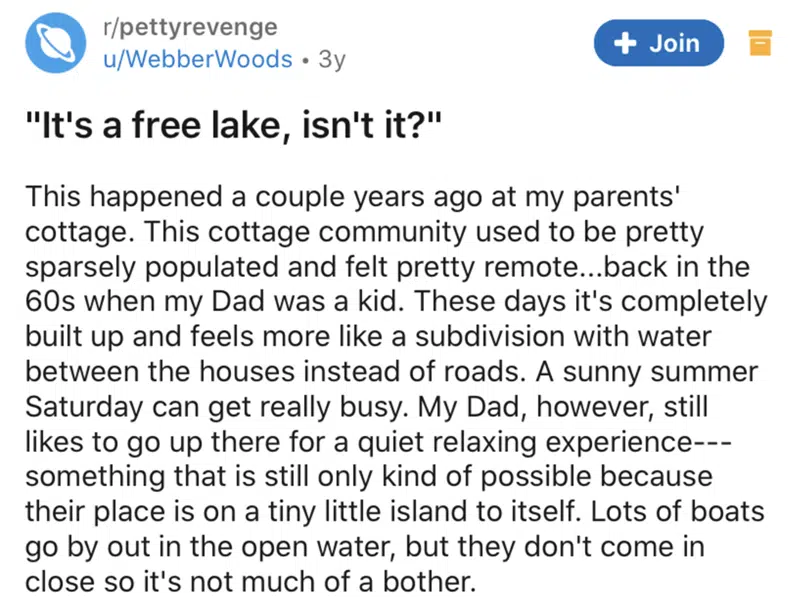 r/pettyrevenge
u/WebberWoods • 3y
+ Join
"It's a free lake, isn't it?"
This happened a couple years ago at my parents'
cottage. This cottage community used to be pretty
sparsely populated and felt pretty remote...back in the
60s when my Dad was a kid. These days it's completely
built up and feels more like a subdivision with water
between the houses instead of roads. A sunny summer
Saturday can get really busy. My Dad, however, still
likes to go up there for a quiet relaxing experience---
something that is still only kind of possible because
their place is on a tiny little island to itself. Lots of boats
go by out in the open water, but they don't come in
close so it's not much of a bother.